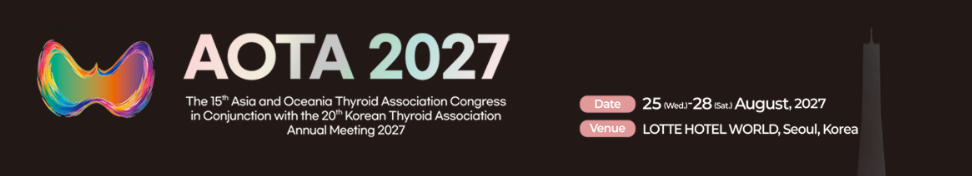 AOTA 2027
The 15th Asia and Oceania Thyroid Association Congress
in Conjunction with the 20th Korean Thyroid Association
Annual Meeting 2027
Date 25 (Wed.)-28 (Sat.) August, 2027
Venue LOTTE HOTEL WORLD, Seoul, Korea